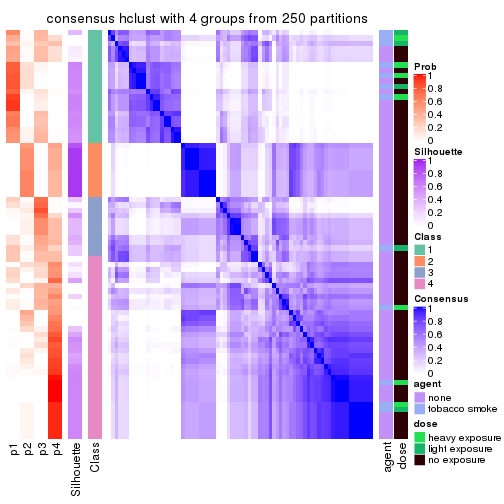 consensus hclust with 4 groups from 250 partitions
Prob
1
0.8
0.6
0.4
0.2
0
Silhouette
1
0.8
0.6
0.4
0.2
0
Class
1
2
3
4
Consensus
1
0.8
0.6
0.4
0.2
0
agent
none
tobacco smoke
dose
heavy exposure
light exposure
no exposure
p1
p2
p3
p4
Silhouette
Class
agent
dose